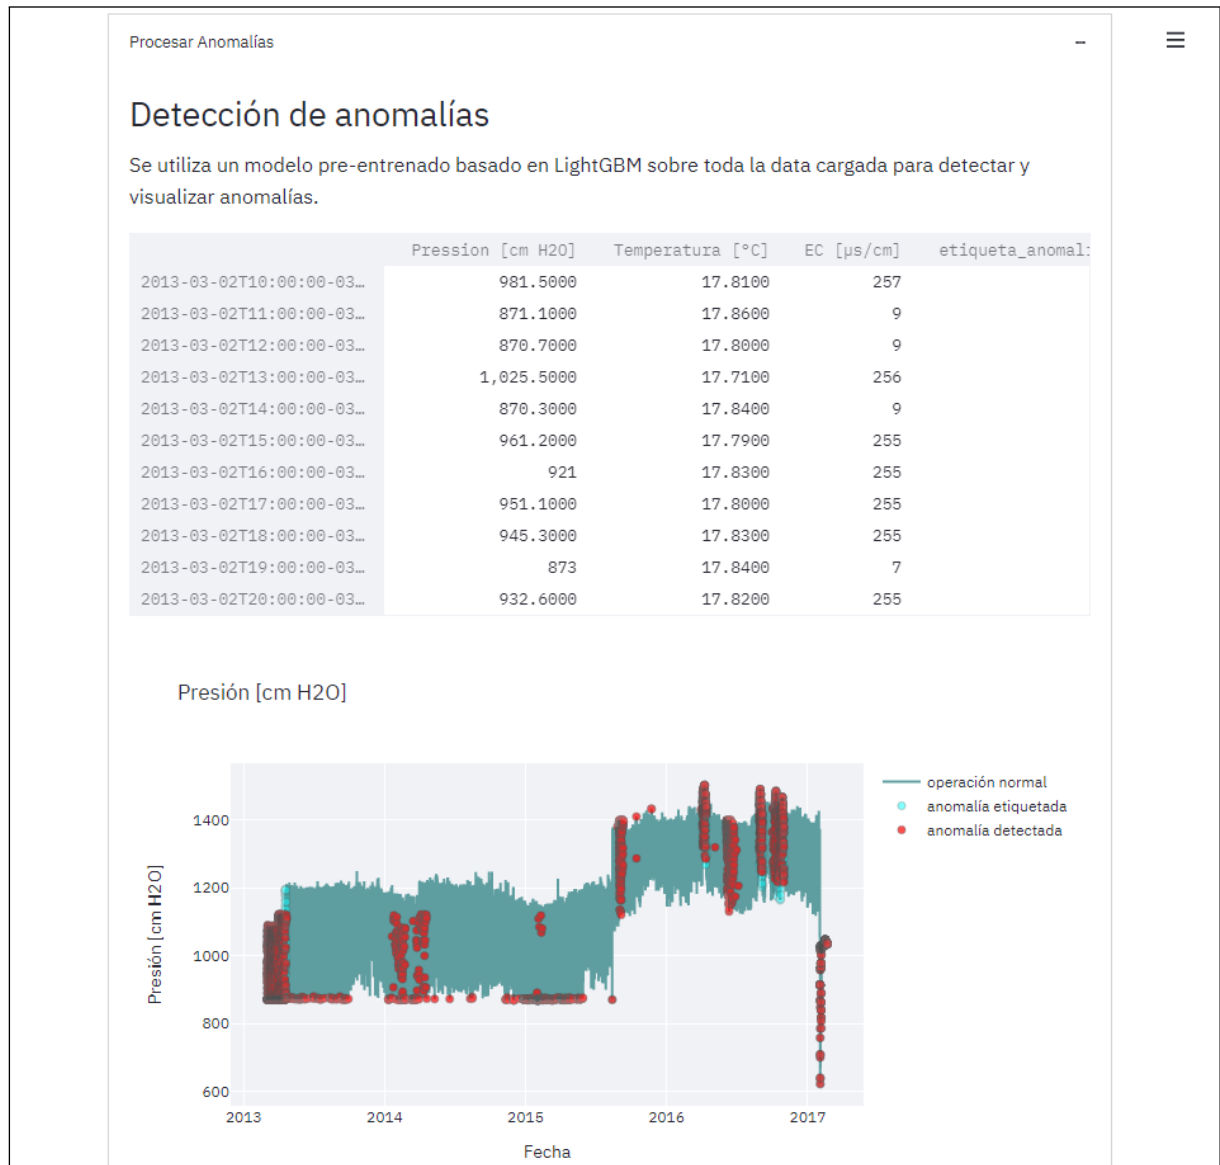 Procesar Anomalías −
Detección de anomalías
Se utiliza un modelo pre-entrenado basado en LightGBM sobre toda la data cargada para detectar y
visualizar anomalías.
Pression [cm H2O] Temperatura [°C] EC [µs/cm] etiqueta_anomalí
2013-03-02T10:00:00-03… 981.5000 17.8100 257
2013-03-02T11:00:00-03… 871.1000 17.8600 9
2013-03-02T12:00:00-03… 870.7000 17.8000 9
2013-03-02T13:00:00-03… 1,025.5000 17.7100 256
2013-03-02T14:00:00-03… 870.3000 17.8400 9
2013-03-02T15:00:00-03… 961.2000 17.7900 255
2013-03-02T16:00:00-03… 921 17.8300 255
2013-03-02T17:00:00-03… 951.1000 17.8000 255
2013-03-02T18:00:00-03… 945.3000 17.8300 255
2013-03-02T19:00:00-03… 873 17.8400 7
2013-03-02T20:00:00-03… 932.6000 17.8200 255
Presión [cm H2O]
operación normal
anomalía etiquetada
anomalía detectada
Presión [cm H2O]
1400
1200
1000
800
600
2013 2014 2015 2016 2017
Fecha